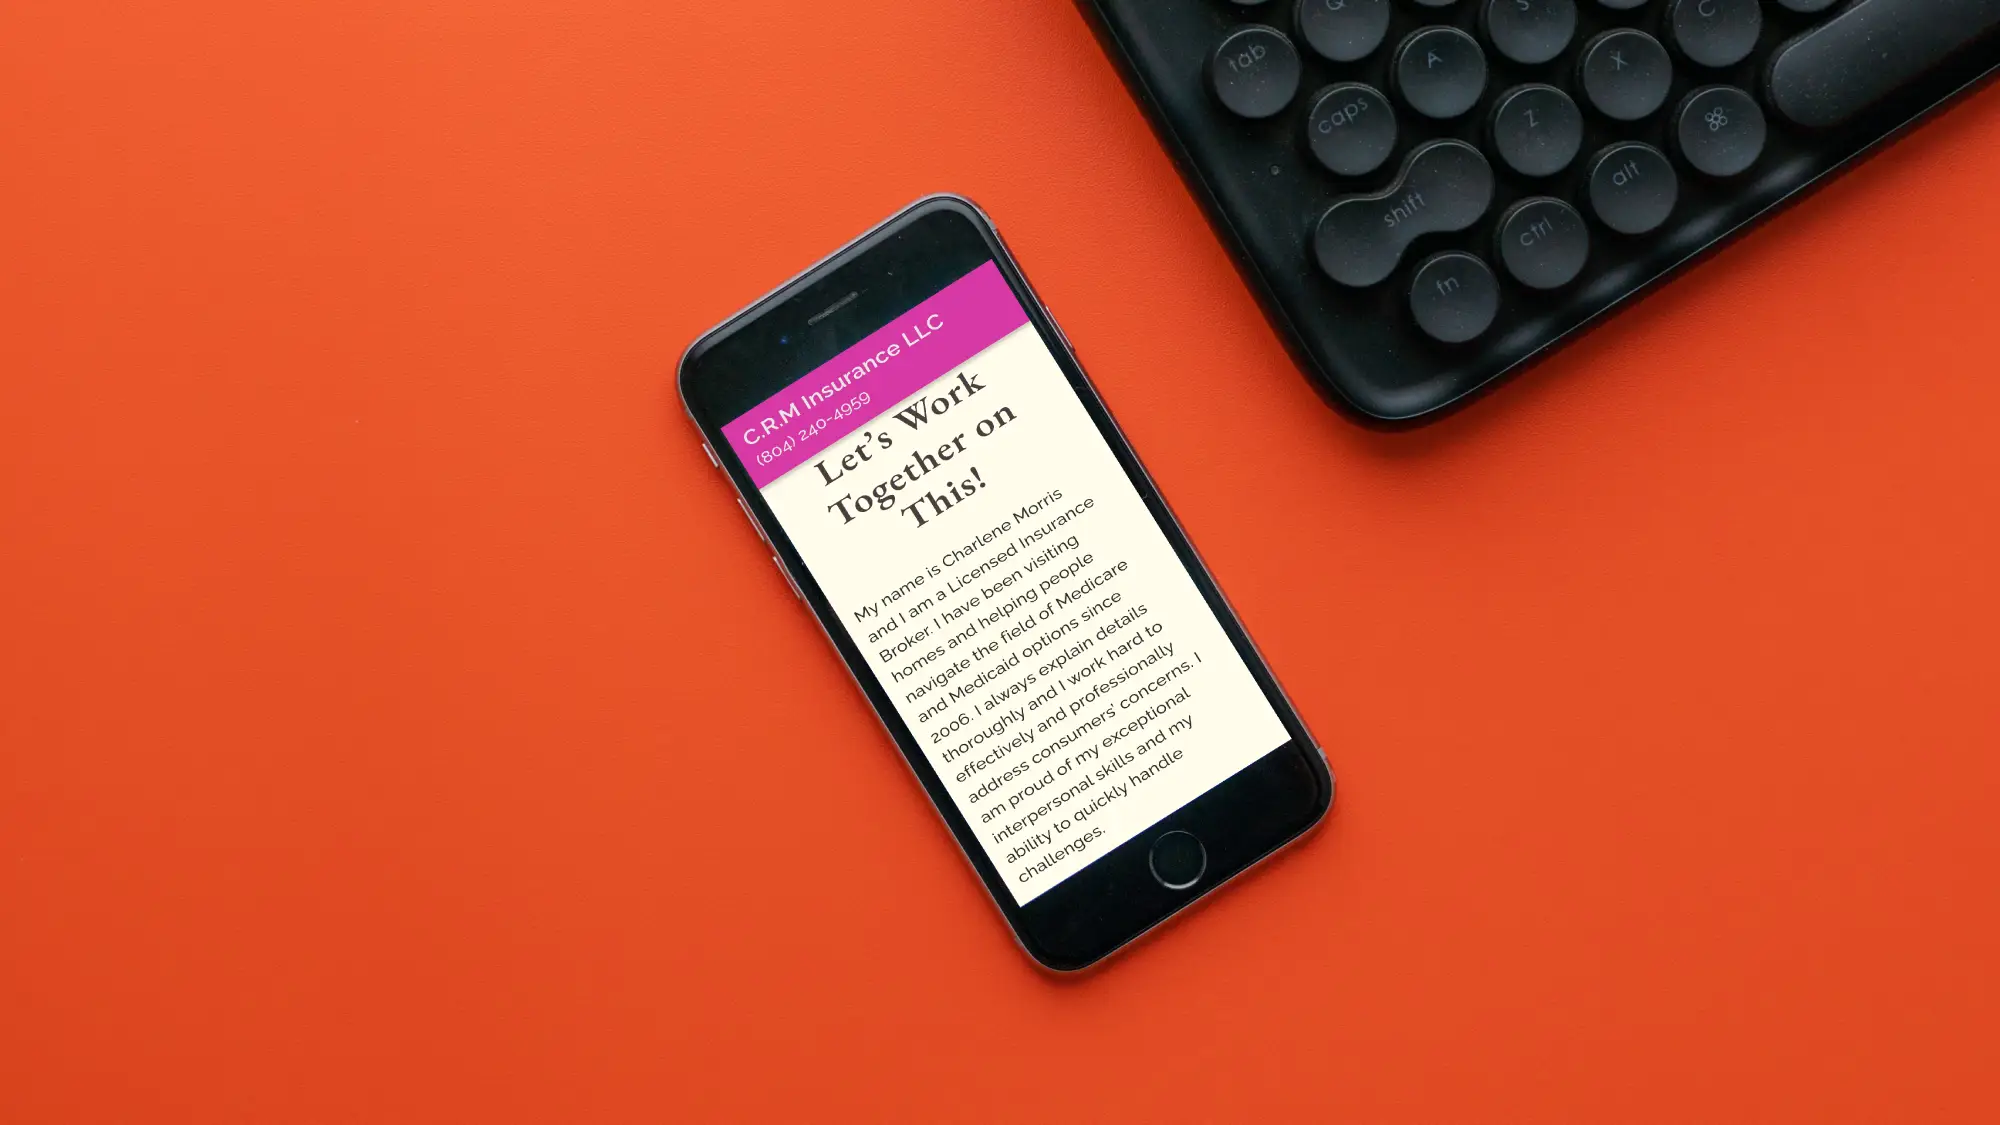 C.R.M Insurance LLC
(804) 240-4959
Let's Work
Together on
This!
My name is Charlene Morris
and I am a Licensed Insurance
Broker. I have been visiting
homes and helping people
navigate the field of Medicare
and Medicaid options since
2006. I always explain details
thoroughly and I work hard to
effectively and professionally
address consumers' concerns. I
am proud of my exceptional
interpersonal skills and my
ability to quickly handle
challenges.
Q
S
C
tab
A
X
caps
Z
⌘
shift
alt
ctrl
fn